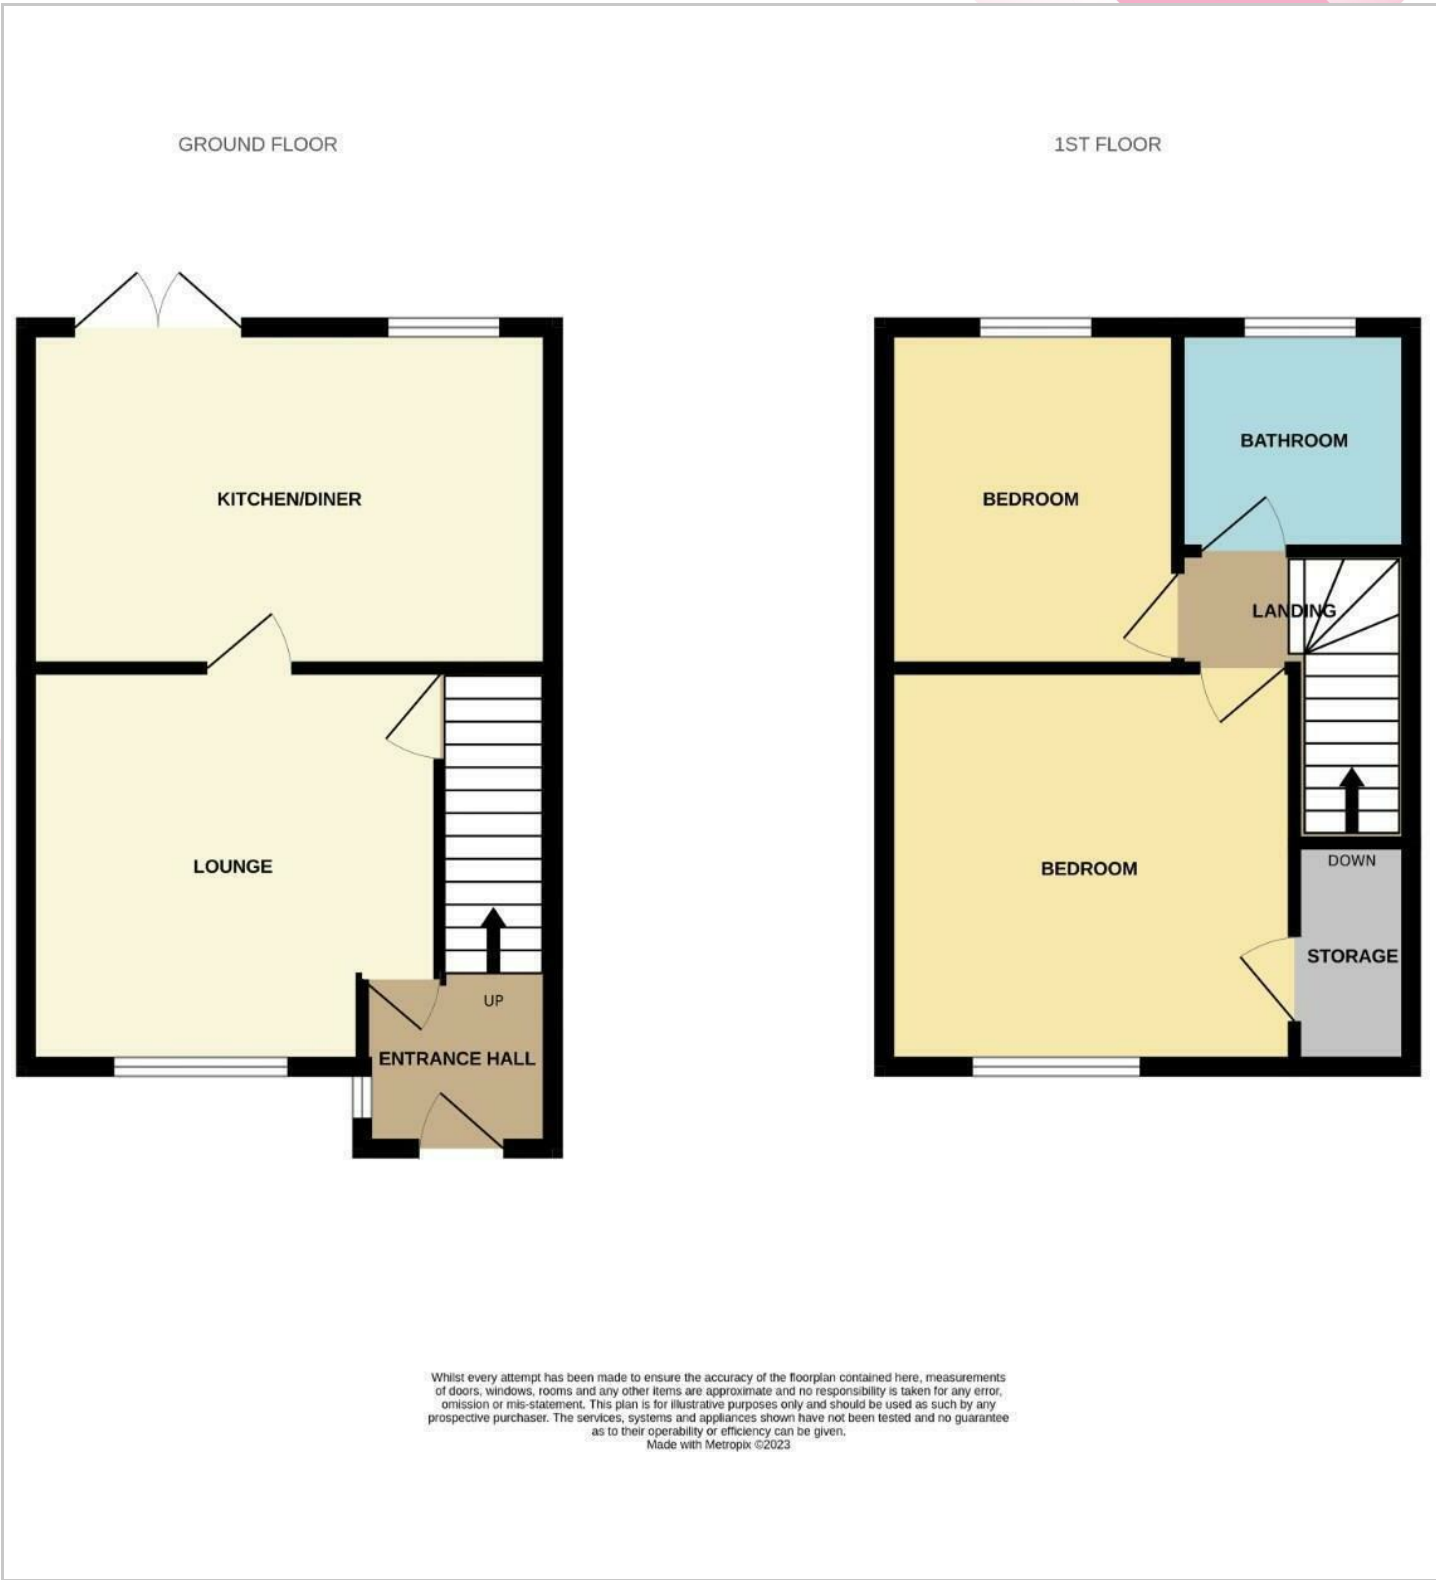 GROUND FLOOR
1ST FLOOR
KITCHEN/DINER
LOUNGE
UP
ENTRANCE HALL
BATHROOM
BEDROOM
LANDING
BEDROOM
DOWN
STORAGE
Whilst every attempt has been made to ensure the accuracy of the floorplan contained here, measurements
of doors, windows, rooms and any other items are approximate and no responsibility is taken for any error,
omission or mis-statement. This plan is for illustrative purposes only and should be used as such by any
prospective purchaser. The services, systems and appliances shown have not been tested and no guarantee
as to their operability or efficiency can be given.
Made with Metropix ©2023